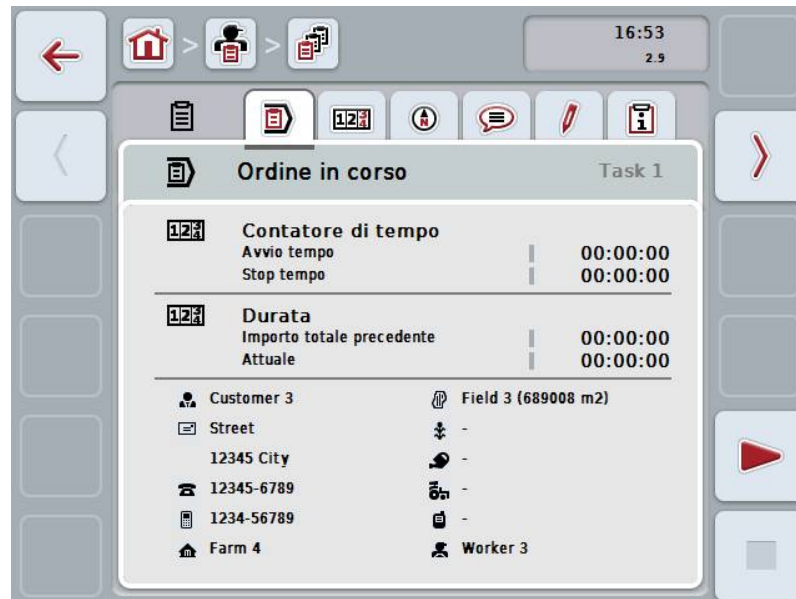 16:53
2.9
Ordine in corso Task 1
Contatore di tempo
Avvio tempo 00:00:00
Stop tempo 00:00:00
Durata
Importo totale precedente 00:00:00
Attuale 00:00:00
Customer 3 Field 3 (689008 m2)
Street -
12345 City -
12345-6789 -
1234-56789 -
Farm 4 Worker 3